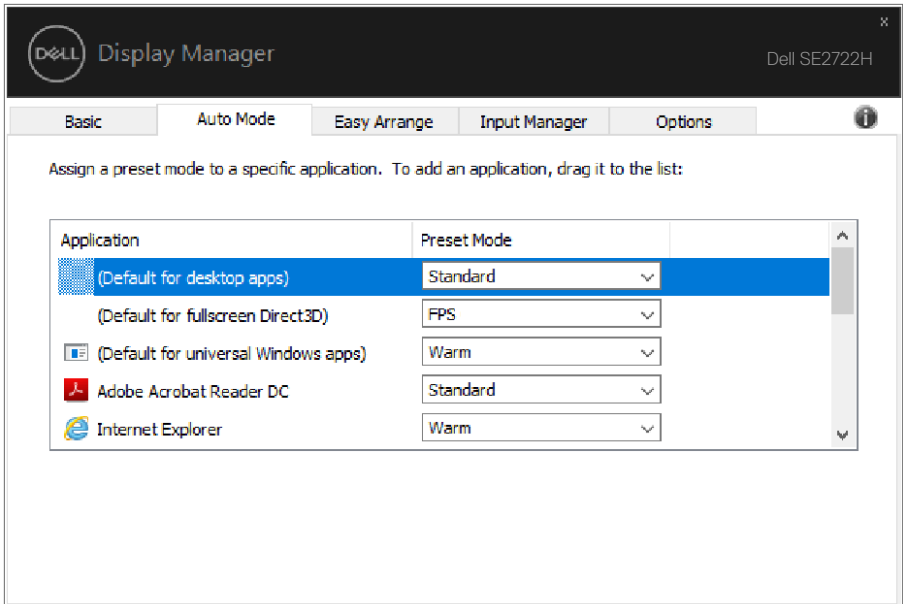 x
DELL Display Manager
Dell SE2722H
Basic Auto Mode Easy Arrange Input Manager Options
Assign a preset mode to a specific application. To add an application, drag it to the list:
Application Preset Mode
(Default for desktop apps) Standard
(Default for fullscreen Direct3D) FPS
(Default for universal Windows apps) Warm
Adobe Acrobat Reader DC Standard
Internet Explorer Warm